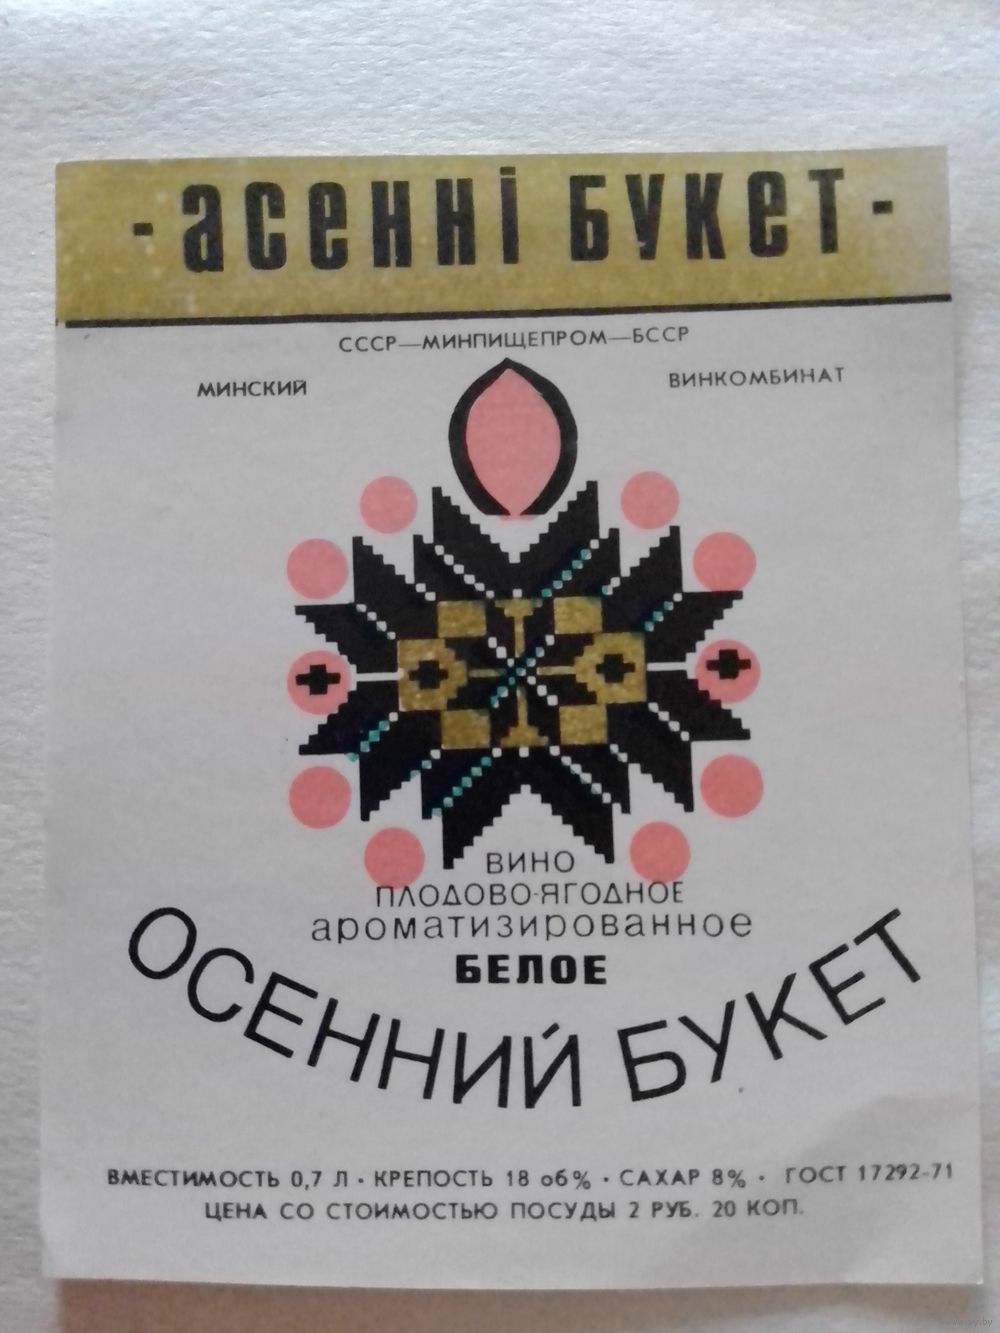 - асенні букет -
СССР—МИНПИЩЕПРОМ—БССР
МИНСКИЙ ВИНКОМБИНАТ
ВИНО
ПЛОДОВО-ЯГОДНОЕ
ароматизированное
БЕЛОЕ
ОСЕННИЙ БУКЕТ
ВМЕСТИМОСТЬ 0,7 Л · КРЕПОСТЬ 18 об% · САХАР 8% · ГОСТ 17292-71
ЦЕНА СО СТОИМОСТЬЮ ПОСУДЫ 2 РУБ. 20 КОП.